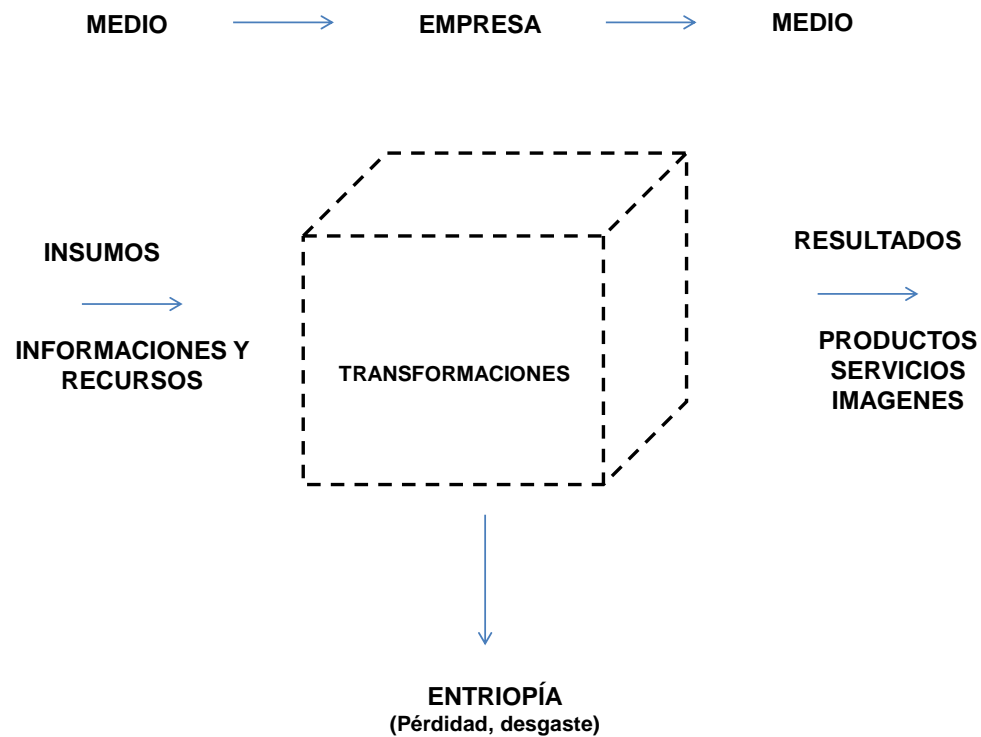 MEDIO EMPRESA MEDIO
INSUMOS
INFORMACIONES Y
RECURSOS
TRANSFORMACIONES
RESULTADOS
PRODUCTOS
SERVICIOS
IMAGENES
ENTRIOPÍA
(Pérdidad, desgaste)